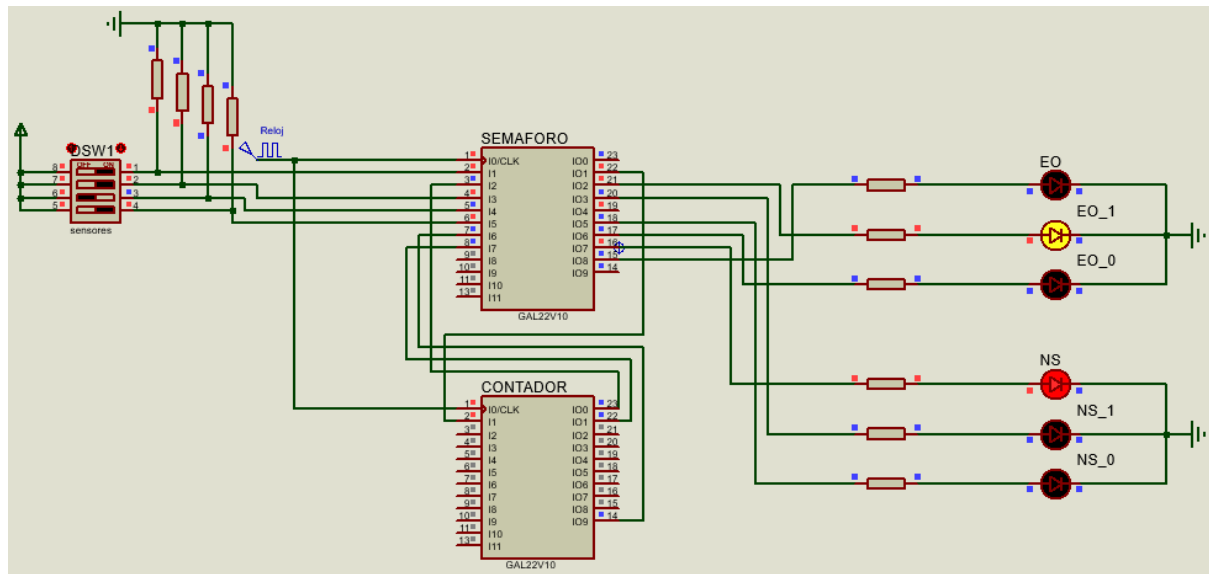 DSW1
OFF ON
8 1
7 2
6 3
5 4
sensores
Reloj
SEMAFORO
1 I0/CLK IO0 23
2 I1 IO1 22
3 I2 IO2 21
4 I3 IO3 20
5 I4 IO4 19
6 I5 IO5 18
7 I6 IO6 17
8 I7 IO7 16
9 I8 IO8 15
10 I9 IO9 14
11 I10
13 I11
GAL22V10
CONTADOR
1 I0/CLK IO0 23
2 I1 IO1 22
3 I2 IO2 21
4 I3 IO3 20
5 I4 IO4 19
6 I5 IO5 18
7 I6 IO6 17
8 I7 IO7 16
9 I8 IO8 15
10 I9 IO9 14
11 I10
13 I11
GAL22V10
EO
EO_1
EO_0
NS
NS_1
NS_0